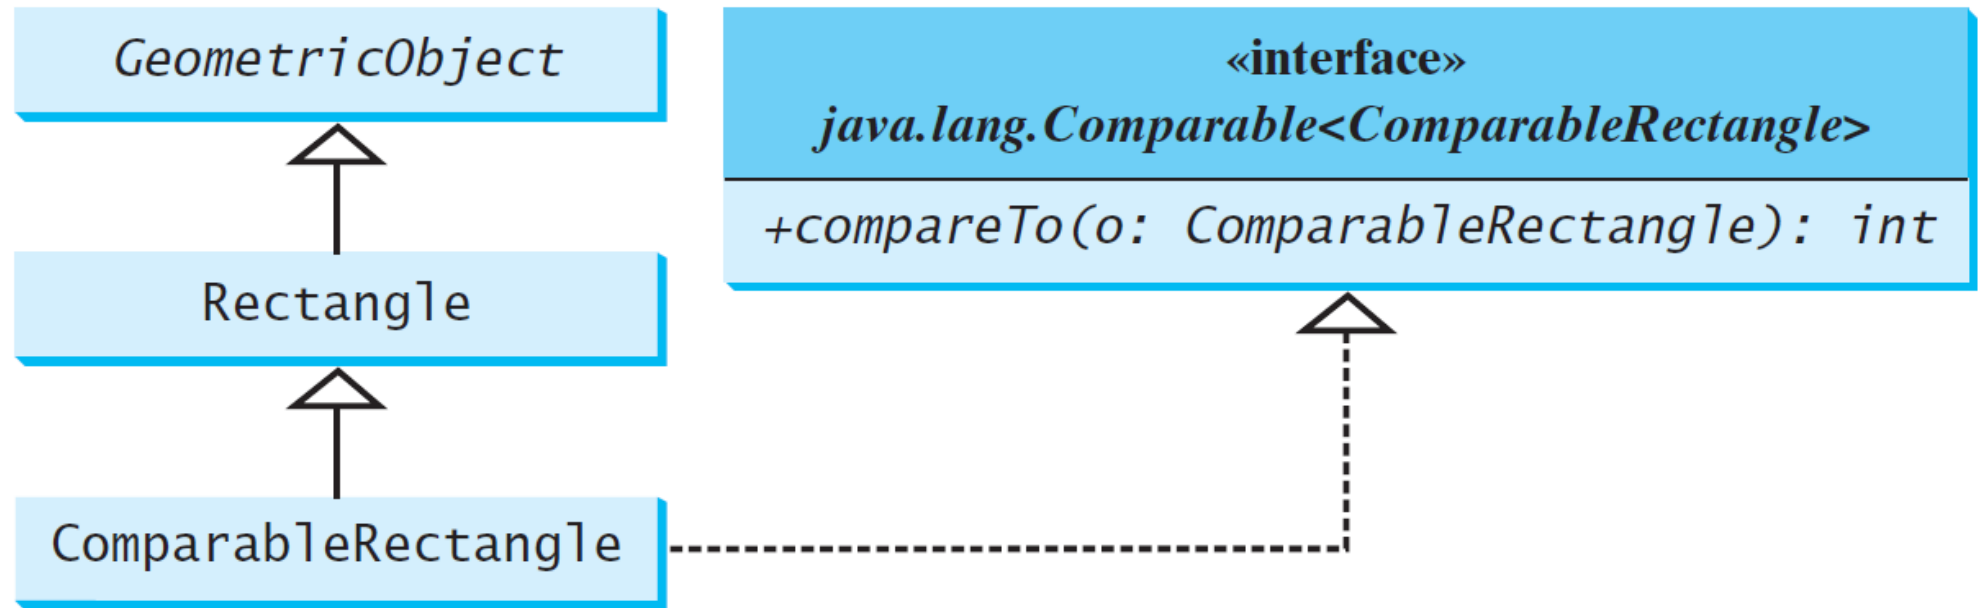 GeometricObject
«interface»
java.lang.Comparable<ComparableRectangle>
+compareTo(o: ComparableRectangle): int
Rectangle
ComparableRectangle